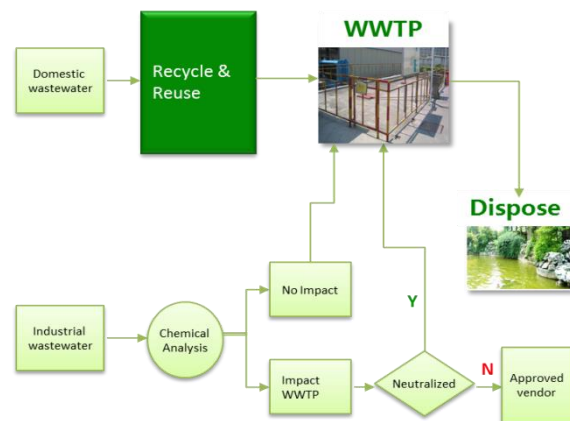 WWTP
Domestic
wastewater
Recycle &
Reuse
Dispose
No Impact
Y
Industrial
wastewater
Chemical
Analysis
Impact
WWTP
Neutralized
N
Approved
vendor